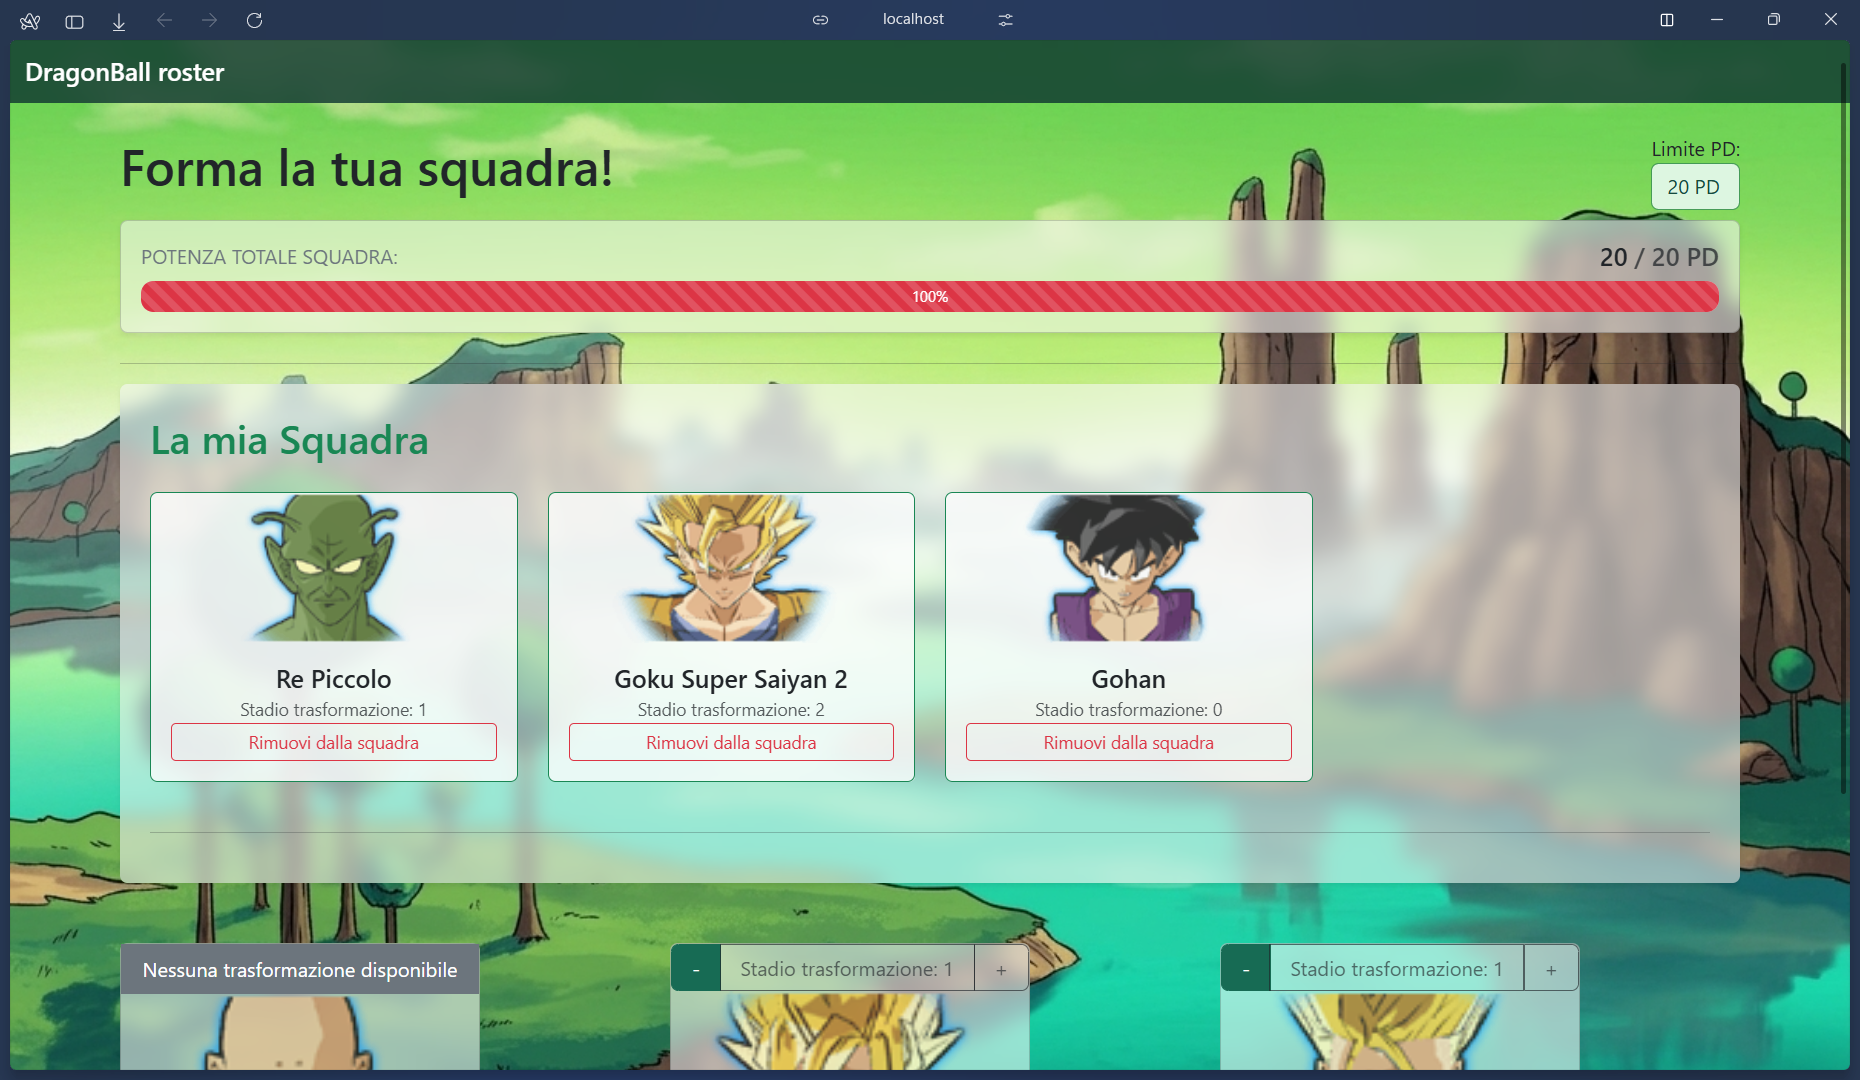 localhost
DragonBall roster
Forma la tua squadra!
Limite PD:
20 PD
POTENZA TOTALE SQUADRA:
20 / 20 PD
100%
La mia Squadra
Re Piccolo
Stadio trasformazione: 1
Rimuovi dalla squadra
Goku Super Saiyan 2
Stadio trasformazione: 2
Rimuovi dalla squadra
Gohan
Stadio trasformazione: 0
Rimuovi dalla squadra
Nessuna trasformazione disponibile
- Stadio trasformazione: 1 +
- Stadio trasformazione: 1 +